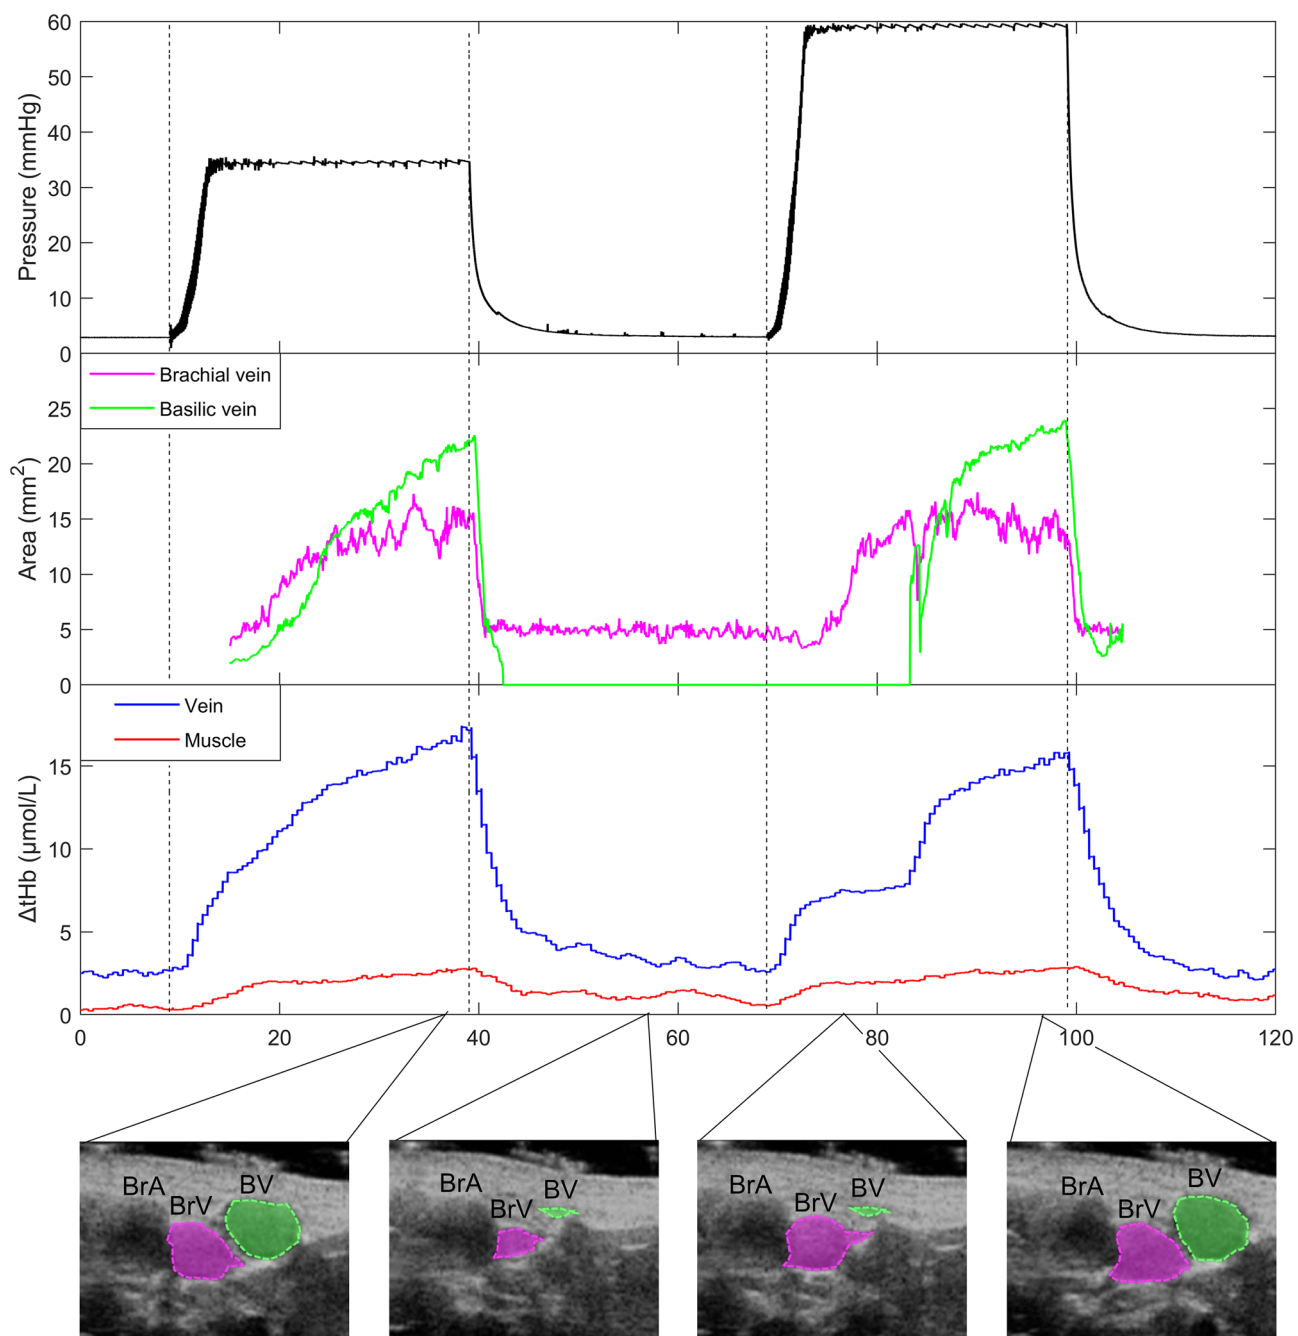 60
50
40
30
20
10
0
Pressure (mmHg)
Brachial vein
Basilic vein
25
20
15
10
5
0
Area (mm²)
Vein
Muscle
15
10
5
0
ΔtHb (µmol/L)
0 20 40 60 80 100 120
BrA BrV BV
BrA BrV BV
BrA BrV BV
BrA BrV BV